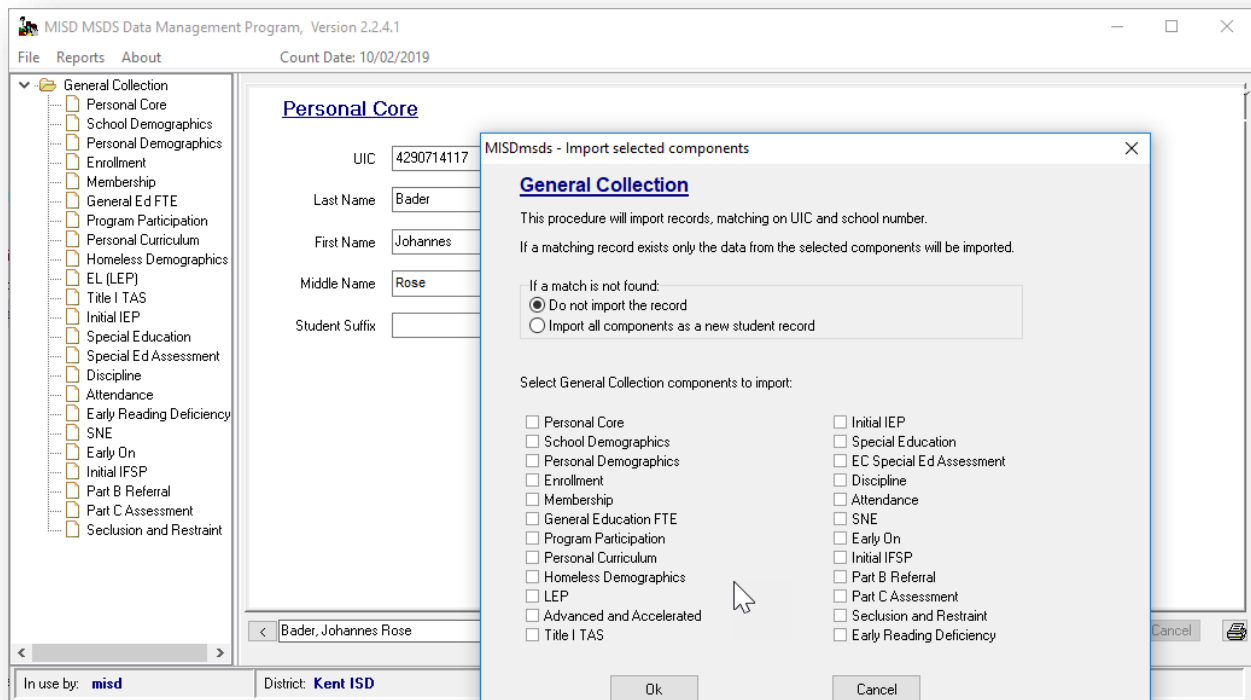 MISD MSDS Data Management Program, Version 2.2.4.1
File Reports About Count Date: 10/02/2019
General Collection
Personal Core
School Demographics
Personal Demographics
Enrollment
Membership
General Ed FTE
Program Participation
Personal Curriculum
Homeless Demographics
EL (LEP)
Title I TAS
Initial IEP
Special Education
Special Ed Assessment
Discipline
Attendance
Early Reading Deficiency
SNE
Early On
Initial IFSP
Part B Referral
Part C Assessment
Seclusion and Restraint
Personal Core
UIC 4290714117
Last Name Bader
First Name Johannes
Middle Name Rose
Student Suffix
< Bader, Johannes Rose
Cancel
MISDmsds - Import selected components
General Collection
This procedure will import records, matching on UIC and school number.
If a matching record exists only the data from the selected components will be imported.
If a match is not found:
Do not import the record
Import all components as a new student record
Select General Collection components to import:
Personal Core
School Demographics
Personal Demographics
Enrollment
Membership
General Education FTE
Program Participation
Personal Curriculum
Homeless Demographics
LEP
Advanced and Accelerated
Title I TAS
Initial IEP
Special Education
EC Special Ed Assessment
Discipline
Attendance
SNE
Early On
Initial IFSP
Part B Referral
Part C Assessment
Seclusion and Restraint
Early Reading Deficiency
Ok Cancel
In use by: misd District: Kent ISD